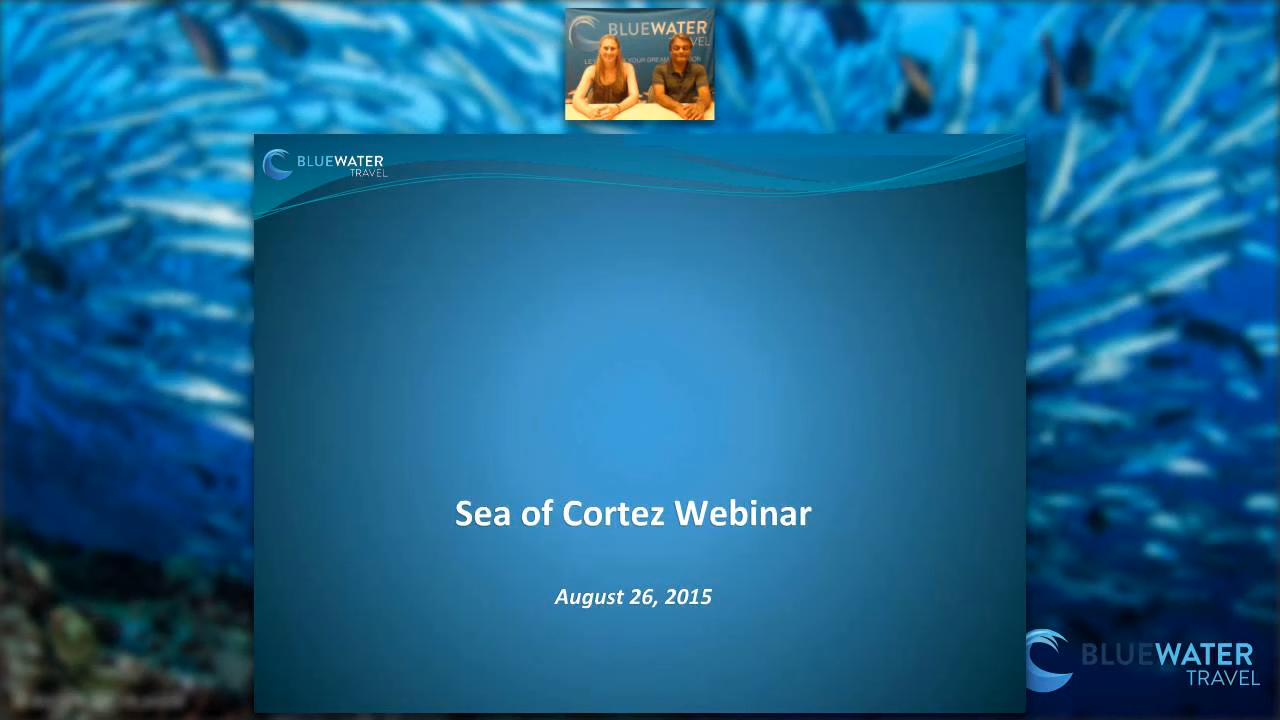 BLUEWATER
TRAVEL
BLUEWATER
TRAVEL
Sea of Cortez Webinar
August 26, 2015
BLUEWATER
TRAVEL